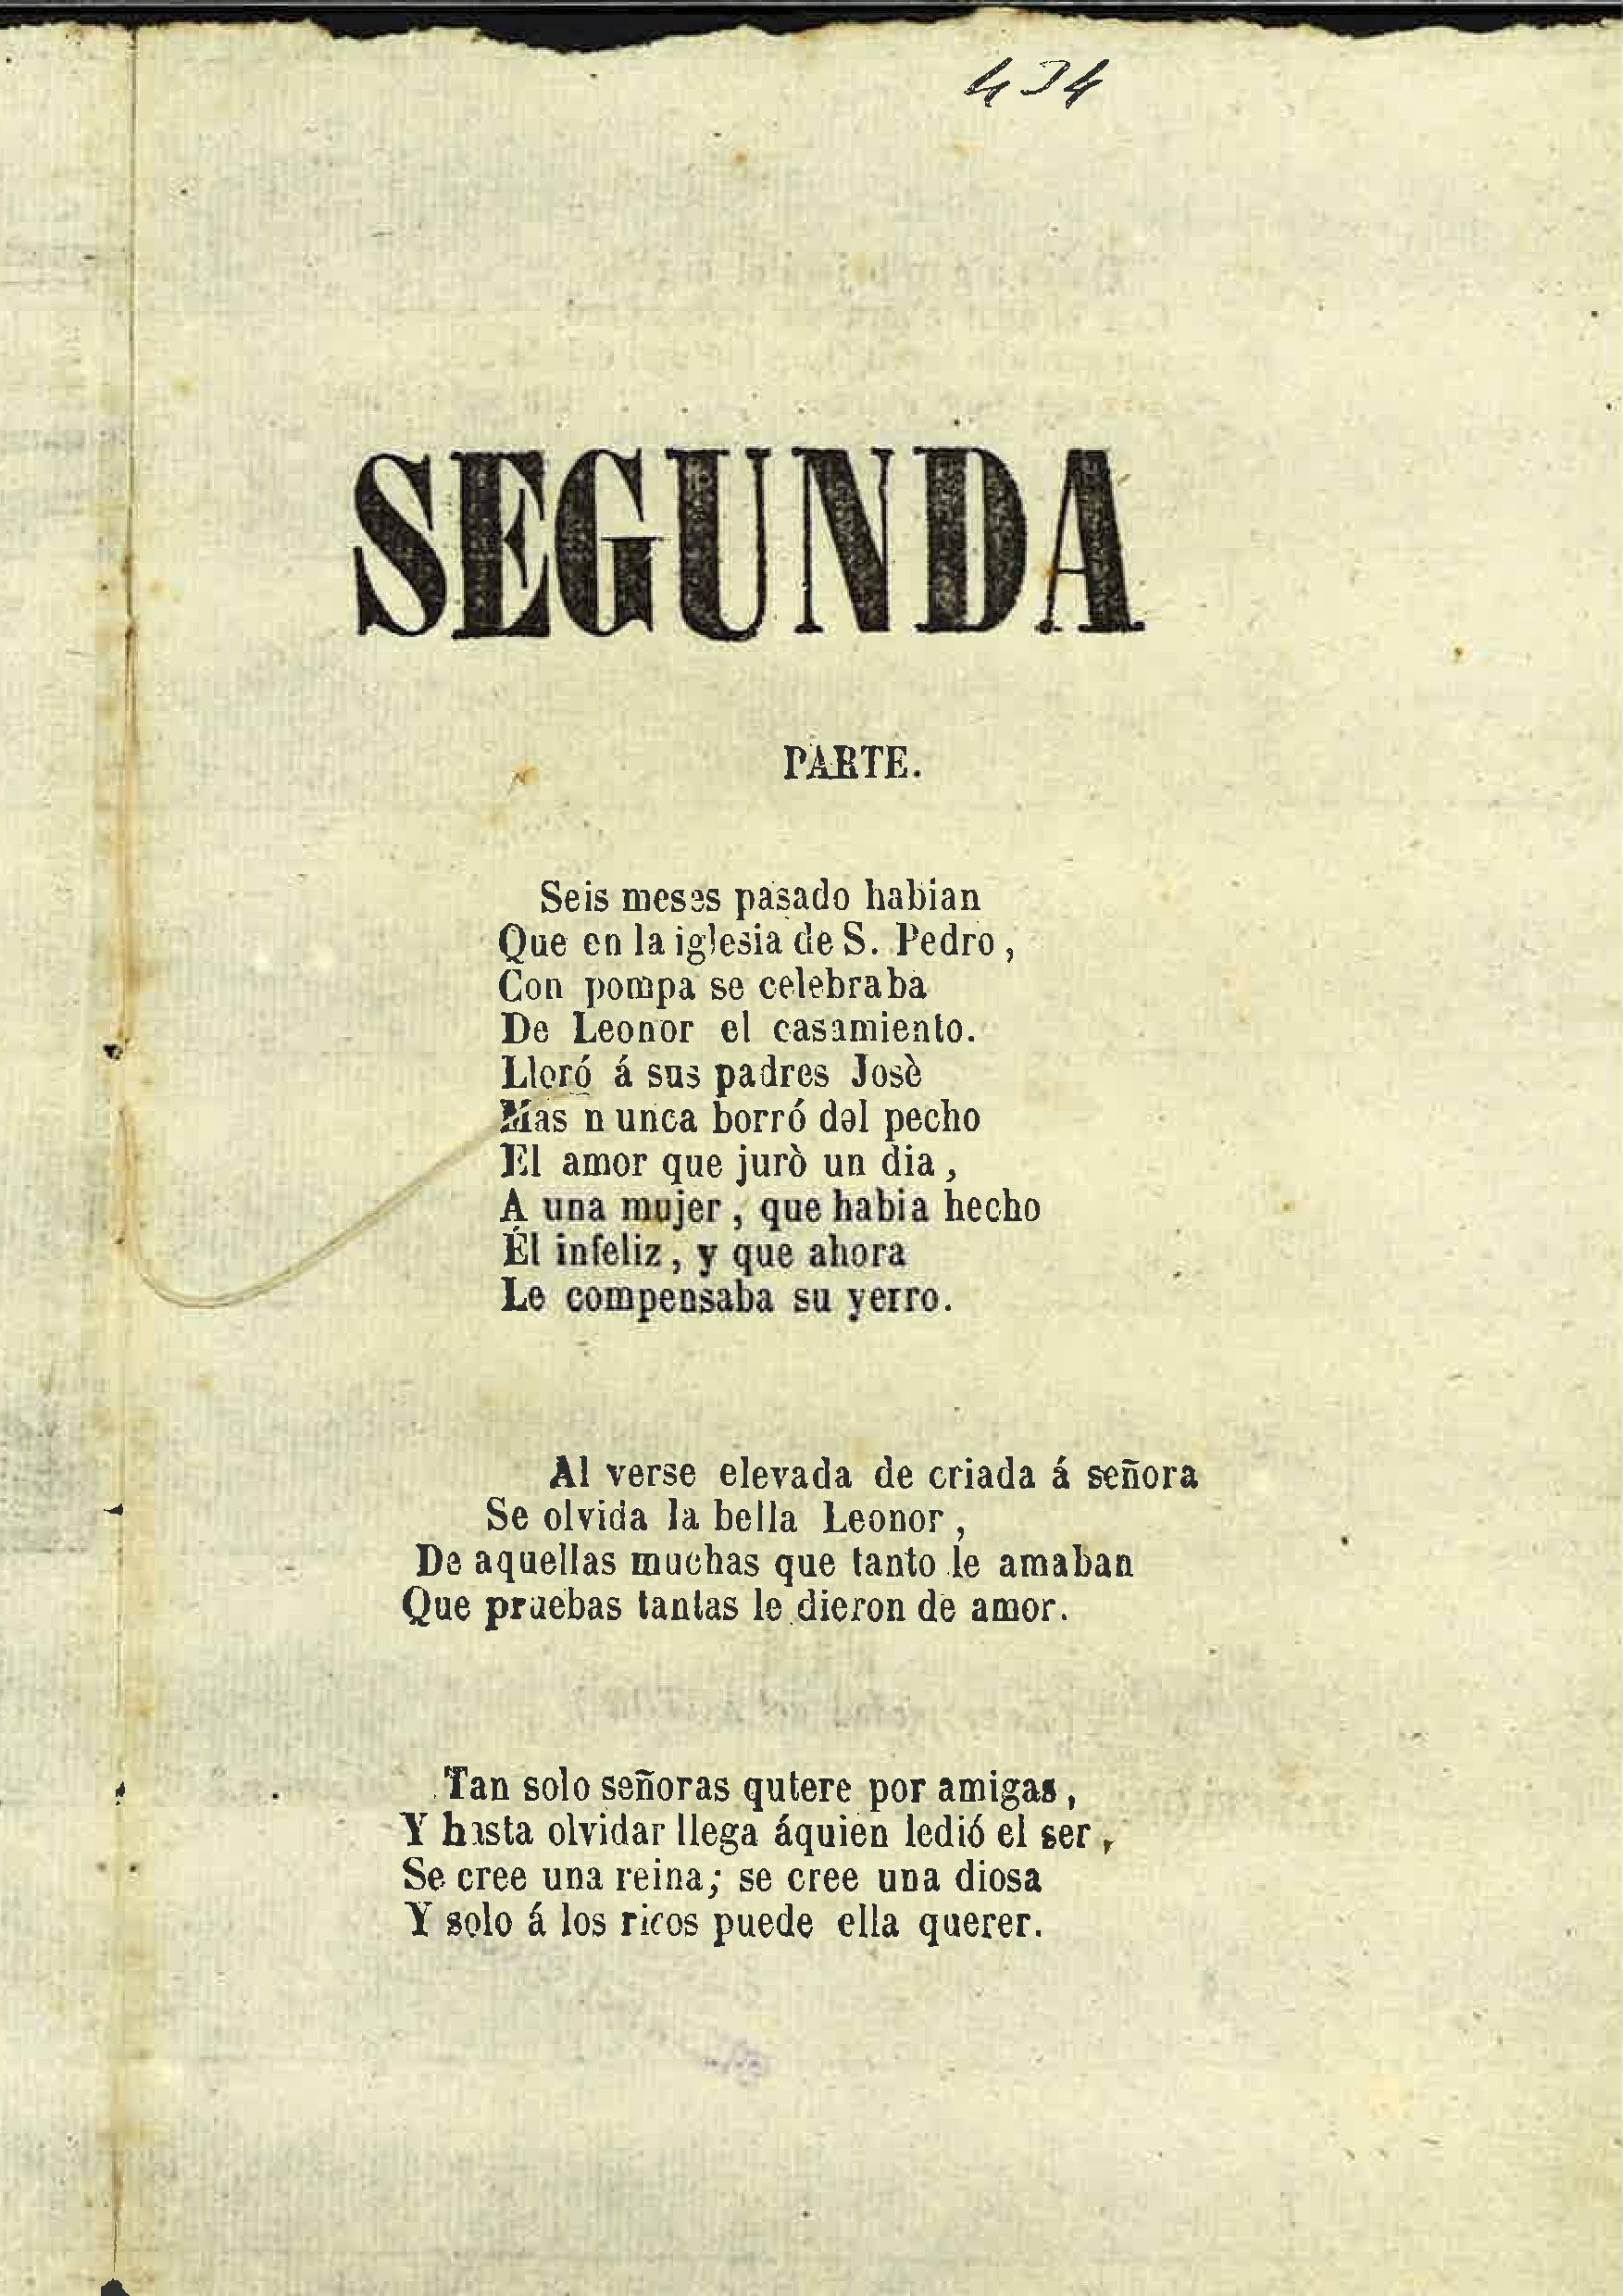 434
SEGUNDA
PARTE.
Seis meses pasado habian
Que en la iglesia de S. Pedro,
Con pompa se celebraba
De Leonor el casamiento.
Lloró á sus padres Josè
Mas n unca borró del pecho
El amor que jurò un dia,
A una mujer, que habia hecho
Él infeliz, y que ahora
Le compensaba su yerro.
Al verse elevada de criada á señora
Se olvida la bella Leonor,
De aquellas muchas que tanto le amaban
Que pruebas tantas le dieron de amor.
Tan solo señoras qutere por amigas,
Y hasta olvidar llega áquien ledió el ser,
Se cree una reina; se cree una diosa
Y solo á los ricos puede ella querer.